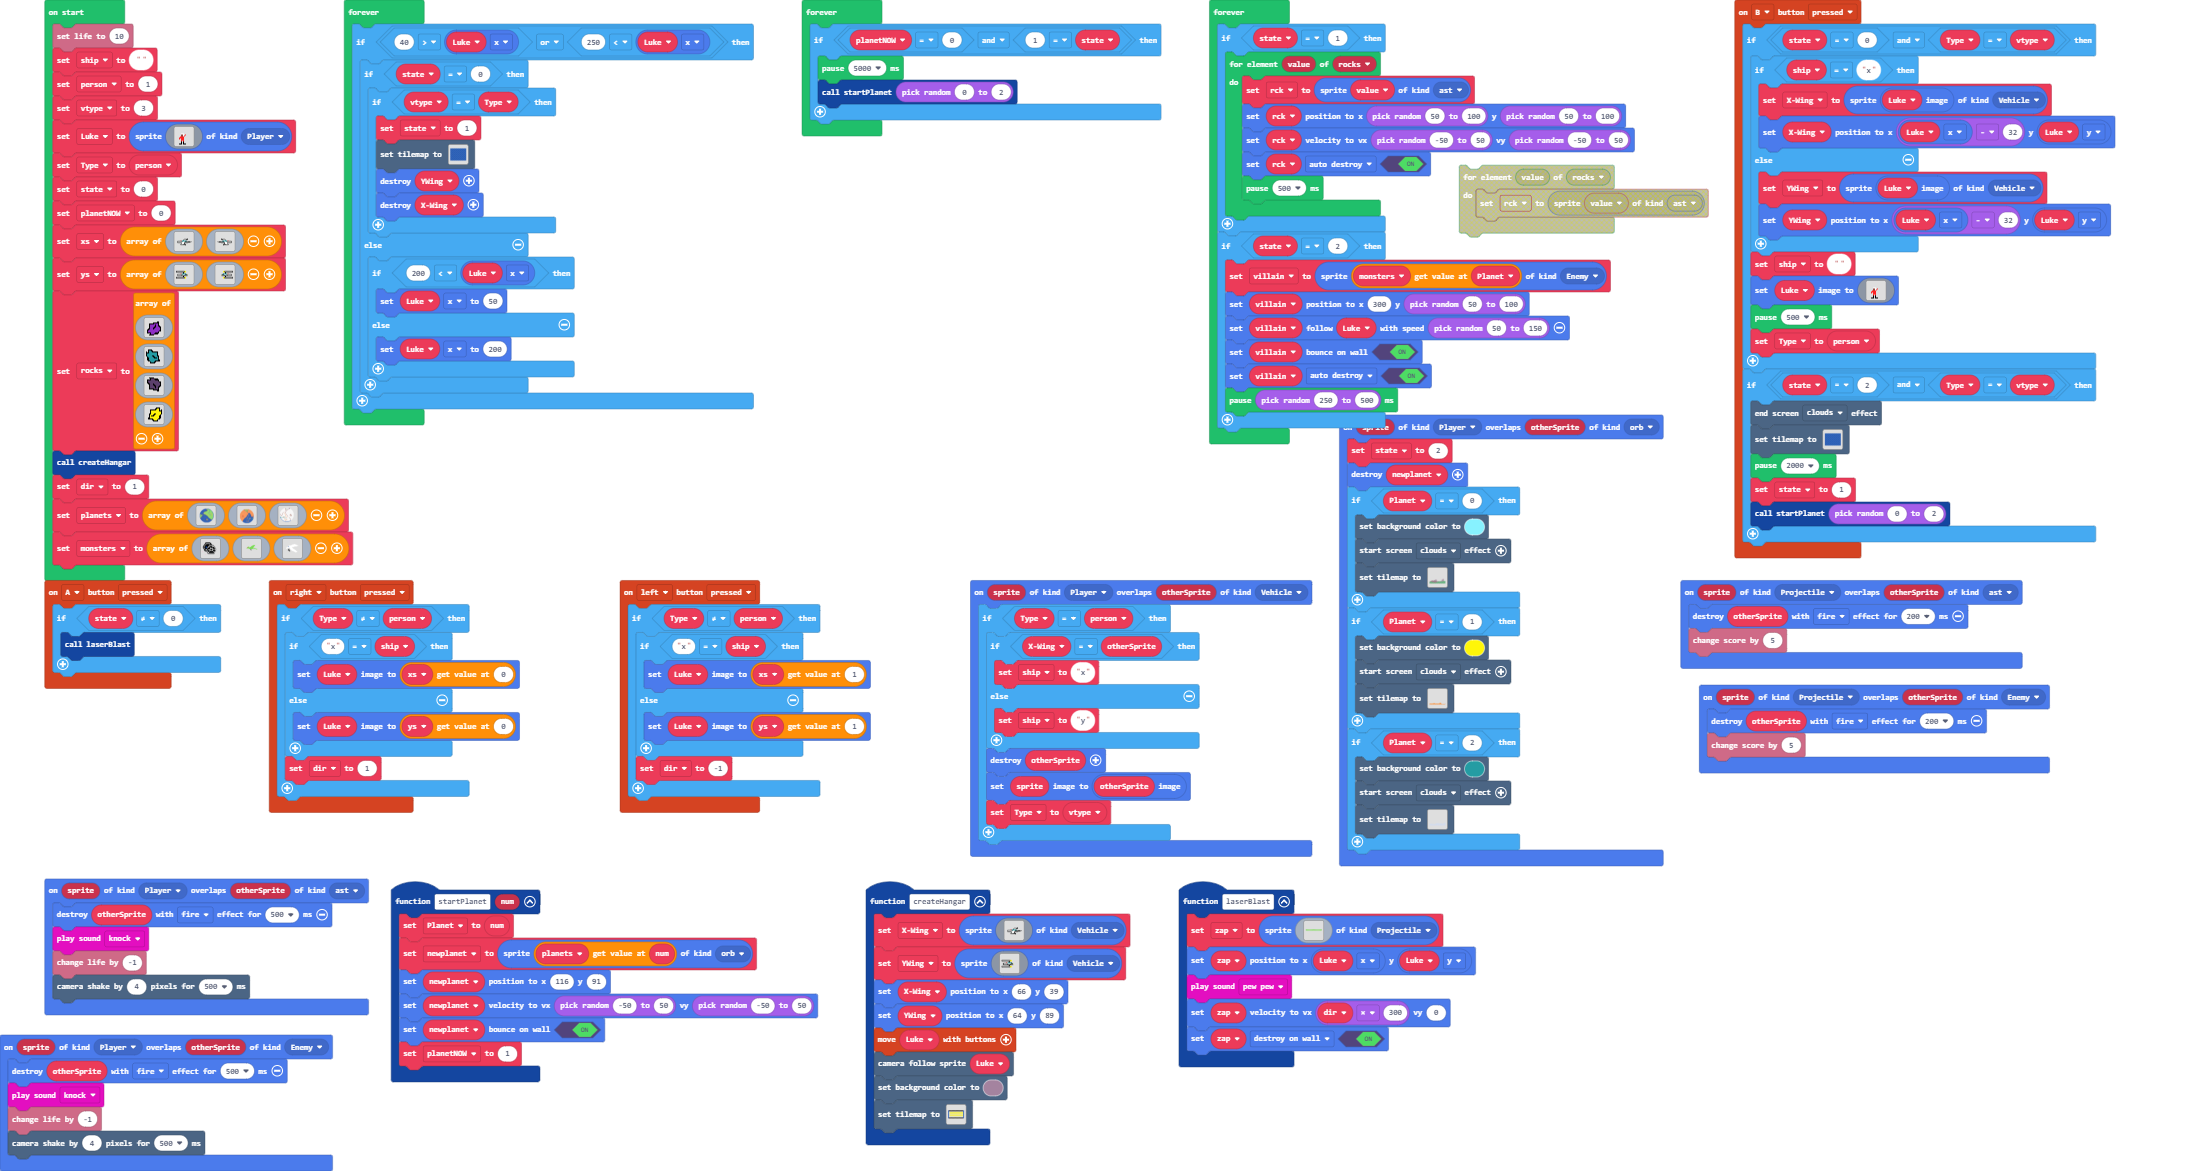 on start
set life to 10
set ship to " "
set person to 1
set vtype to 3
set Luke to sprite of kind Player
set Type to person
set state to 0
set planetNOW to 0
set xs to array of
set ys to array of
array of
set rocks to
call createHangar
set dir to 1
set planets to array of
set monsters to array of
forever
if 40 > Luke x or 250 < Luke x then
if state = 0 then
if vtype = Type then
set state to 1
set tilemap to
destroy YWing
destroy X-Wing
else
if 200 < Luke x then
set Luke x to 50
else
set Luke x to 200
forever
if planetNOW = 0 and 1 = state then
pause 5000 ms
call startPlanet pick random 0 to 2
forever
if state = 1 then
for element value of rocks
do
set rck to sprite value of kind ast
set rck position to x pick random 50 to 100 y pick random 50 to 100
set rck velocity to vx pick random -50 to 50 vy pick random -50 to 50
set rck auto destroy ON
pause 500 ms
if state = 2 then
set villain to sprite monsters get value at Planet of kind Enemy
set villain position to x 300 y pick random 50 to 100
set villain follow Luke with speed pick random 50 to 150
set villain bounce on wall ON
set villain auto destroy ON
pause pick random 250 to 500 ms
for element value of rocks
do
set rck to sprite value of kind ast
on B button pressed
if state = 0 and Type = vtype then
if ship = "x" then
set X-Wing to sprite Luke image of kind Vehicle
set X-Wing position to x Luke x - 32 y Luke y
else
set YWing to sprite Luke image of kind Vehicle
set YWing position to x Luke x - 32 y Luke y
set ship to " "
set Luke image to
pause 500 ms
set Type to person
if state = 2 and Type = vtype then
end screen clouds effect
set tilemap to
pause 2000 ms
set state to 1
call startPlanet pick random 0 to 2
on sprite of kind Player overlaps otherSprite of kind orb
set state to 2
destroy newplanet
if Planet = 0 then
set background color to
start screen clouds effect
set tilemap to
if Planet = 1 then
set background color to
start screen clouds effect
set tilemap to
if Planet = 2 then
set background color to
start screen clouds effect
set tilemap to
on A button pressed
if state ≠ 0 then
call laserBlast
on right button pressed
if Type ≠ person then
if "x" = ship then
set Luke image to xs get value at 0
else
set Luke image to ys get value at 0
set dir to 1
on left button pressed
if Type ≠ person then
if "x" = ship then
set Luke image to xs get value at 1
else
set Luke image to ys get value at 1
set dir to -1
on sprite of kind Player overlaps otherSprite of kind Vehicle
if Type = person then
if X-Wing = otherSprite then
set ship to "x"
else
set ship to "y"
destroy otherSprite
set sprite image to otherSprite image
set Type to vtype
on sprite of kind Projectile overlaps otherSprite of kind ast
destroy otherSprite with fire effect for 200 ms
change score by 5
on sprite of kind Projectile overlaps otherSprite of kind Enemy
destroy otherSprite with fire effect for 200 ms
change score by 5
on sprite of kind Player overlaps otherSprite of kind ast
destroy otherSprite with fire effect for 500 ms
play sound knock
change life by -1
camera shake by 4 pixels for 500 ms
on sprite of kind Player overlaps otherSprite of kind Enemy
destroy otherSprite with fire effect for 500 ms
play sound knock
change life by -1
camera shake by 4 pixels for 500 ms
function startPlanet num
set Planet to num
set newplanet to sprite planets get value at num of kind orb
set newplanet position to x 116 y 91
set newplanet velocity to vx pick random -50 to 50 vy pick random -50 to 50
set newplanet bounce on wall ON
set planetNOW to 1
function createHangar
set X-Wing to sprite of kind Vehicle
set YWing to sprite of kind Vehicle
set X-Wing position to x 66 y 39
set YWing position to x 64 y 89
move Luke with buttons
camera follow sprite Luke
set background color to
set tilemap to
function laserBlast
set zap to sprite of kind Projectile
set zap position to x Luke x y Luke y
play sound pew pew
set zap velocity to vx dir × 300 vy 0
set zap destroy on wall ON